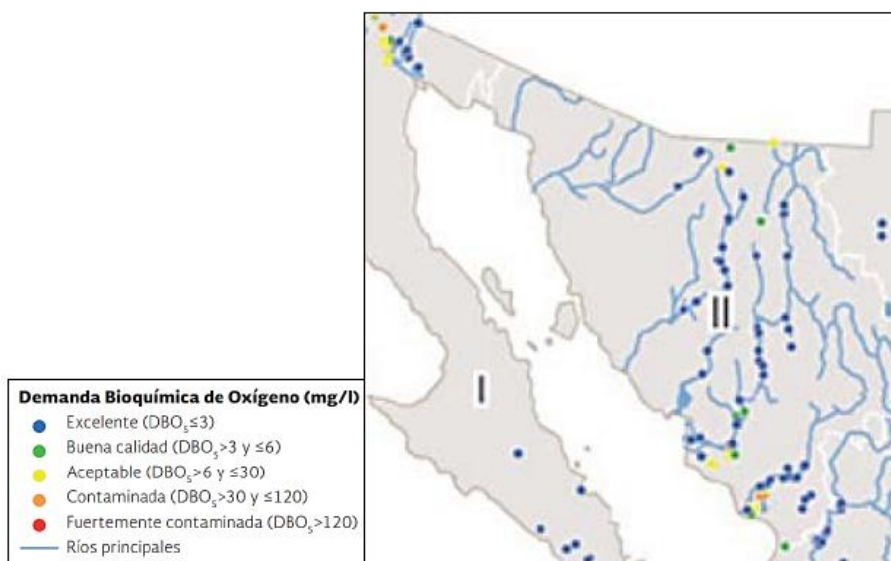 Demanda Bioquímica de Oxígeno (mg/l)
Excelente (DBO₅≤3)
Buena calidad (DBO₅>3 y ≤6)
Aceptable (DBO₅>6 y ≤30)
Contaminada (DBO₅>30 y ≤120)
Fuertemente contaminada (DBO₅>120)
Ríos principales
II
I